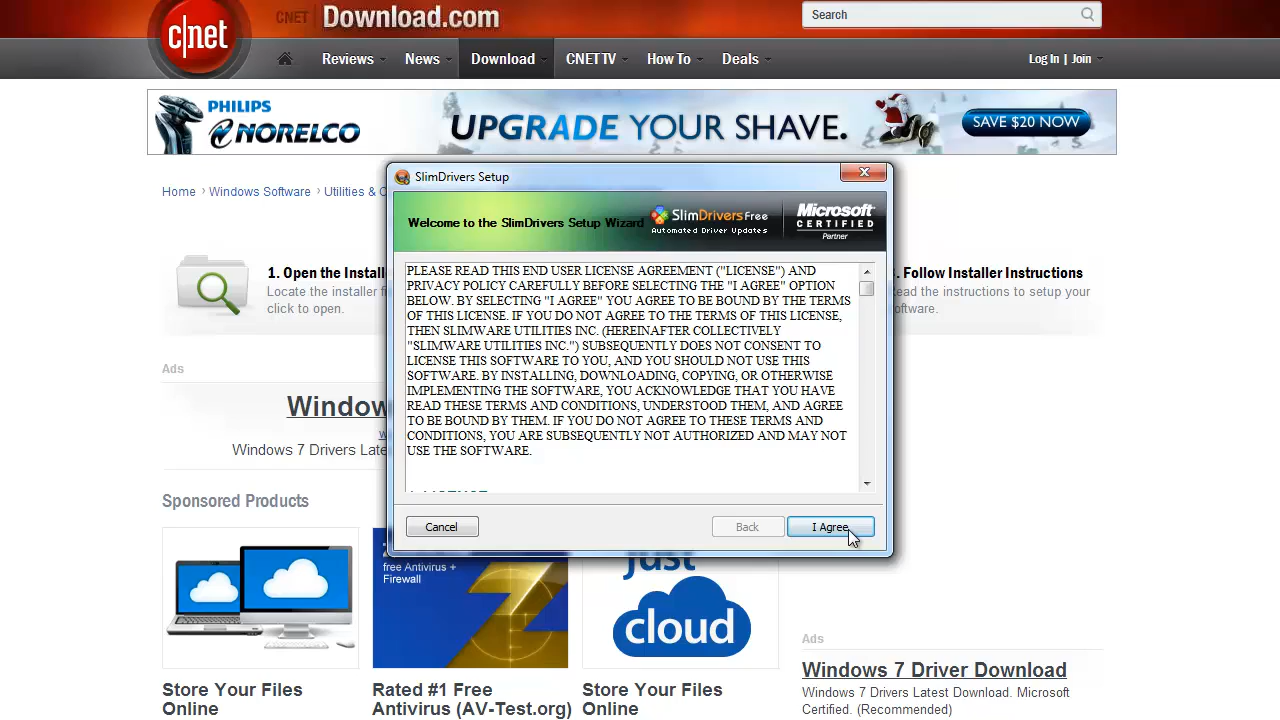 c|net
CNET Download.com
Search
Reviews
News
Download
CNET TV
How To
Deals
Log In | Join
PHILIPS
NORELCO
UPGRADE YOUR SHAVE.
SAVE $20 NOW
Home › Windows Software › Utilities & O
SlimDrivers Setup
Welcome to the SlimDrivers Setup Wizard
SlimDrivers Free
Automated Driver Updates
Microsoft
CERTIFIED
Partner
PLEASE READ THIS END USER LICENSE AGREEMENT ("LICENSE") AND
PRIVACY POLICY CAREFULLY BEFORE SELECTING THE "I AGREE" OPTION
BELOW. BY SELECTING "I AGREE" YOU AGREE TO BE BOUND BY THE TERMS
OF THIS LICENSE. IF YOU DO NOT AGREE TO THE TERMS OF THIS LICENSE,
THEN SLIMWARE UTILITIES INC. (HEREINAFTER COLLECTIVELY
"SLIMWARE UTILITIES INC.") SUBSEQUENTLY DOES NOT CONSENT TO
LICENSE THIS SOFTWARE TO YOU, AND YOU SHOULD NOT USE THIS
SOFTWARE. BY INSTALLING, DOWNLOADING, COPYING, OR OTHERWISE
IMPLEMENTING THE SOFTWARE, YOU ACKNOWLEDGE THAT YOU HAVE
READ THESE TERMS AND CONDITIONS, UNDERSTOOD THEM, AND AGREE
TO BE BOUND BY THEM. IF YOU DO NOT AGREE TO THESE TERMS AND
CONDITIONS, YOU ARE SUBSEQUENTLY NOT AUTHORIZED AND MAY NOT
USE THE SOFTWARE.
Cancel
Back
I Agree
1. Open the Install
Locate the installer fi
click to open.
. Follow Installer Instructions
Read the instructions to setup your
oftware.
Ads
Window
Windows 7 Drivers Late
Sponsored Products
free Antivirus +
Firewall
just
cloud
Store Your Files
Online
Rated #1 Free
Antivirus (AV-Test.org)
Store Your Files
Online
Ads
Windows 7 Driver Download
Windows 7 Drivers Latest Download. Microsoft
Certified. (Recommended)